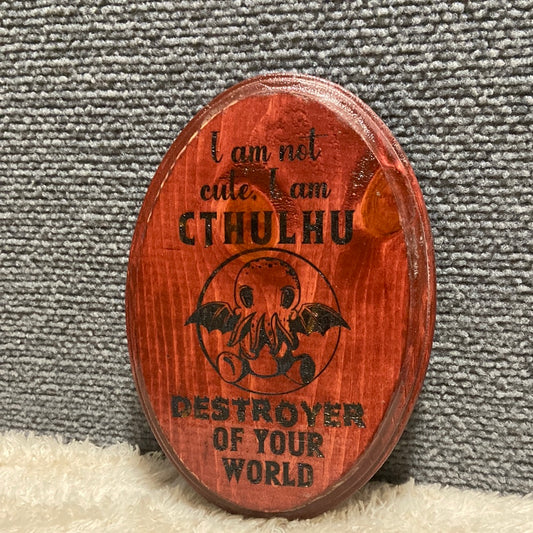 I am not
cute. I am
CTHULHU
DESTROYER
OF YOUR
WORLD